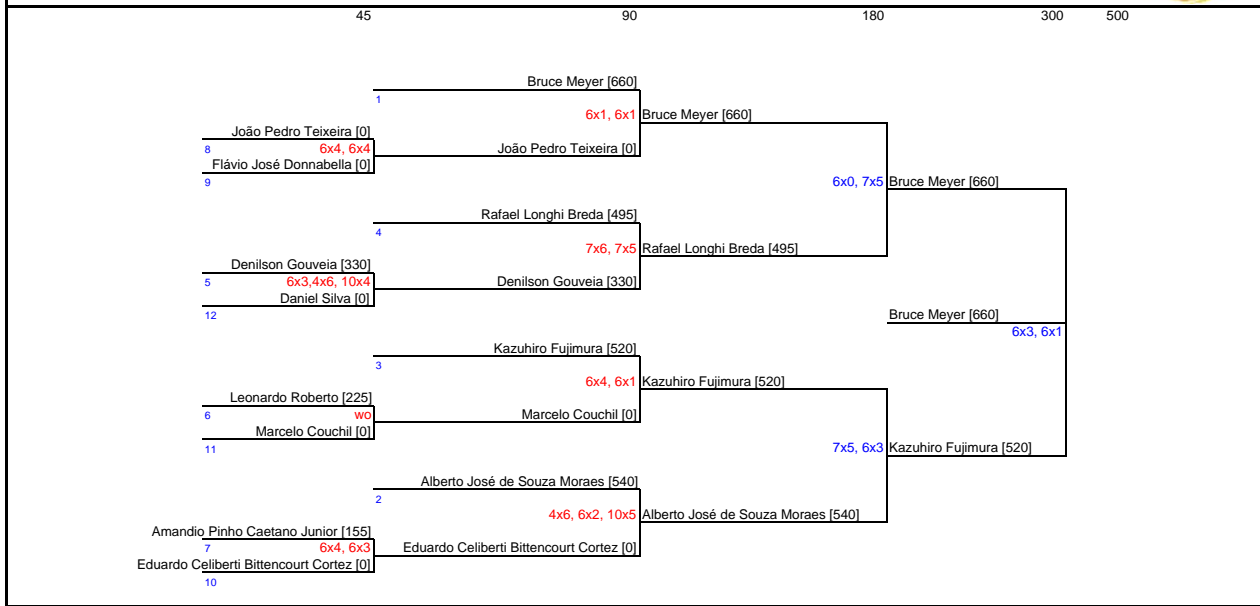 45 90 180 300 500
Bruce Meyer [660]
1
6x1, 6x1 Bruce Meyer [660]
João Pedro Teixeira [0]
8 6x4, 6x4 João Pedro Teixeira [0]
Flávio José Donnabella [0]
9
6x0, 7x5 Bruce Meyer [660]
Rafael Longhi Breda [495]
4
7x6, 7x5 Rafael Longhi Breda [495]
Denilson Gouveia [330]
5 6x3,4x6, 10x4 Denilson Gouveia [330]
Daniel Silva [0]
12
Bruce Meyer [660]
6x3, 6x1
Kazuhiro Fujimura [520]
3
6x4, 6x1 Kazuhiro Fujimura [520]
Leonardo Roberto [225]
6 wo Marcelo Couchil [0]
Marcelo Couchil [0]
11
7x5, 6x3 Kazuhiro Fujimura [520]
Alberto José de Souza Moraes [540]
2
4x6, 6x2, 10x5 Alberto José de Souza Moraes [540]
Amandio Pinho Caetano Junior [155]
7 6x4, 6x3 Eduardo Celiberti Bittencourt Cortez [0]
Eduardo Celiberti Bittencourt Cortez [0]
10